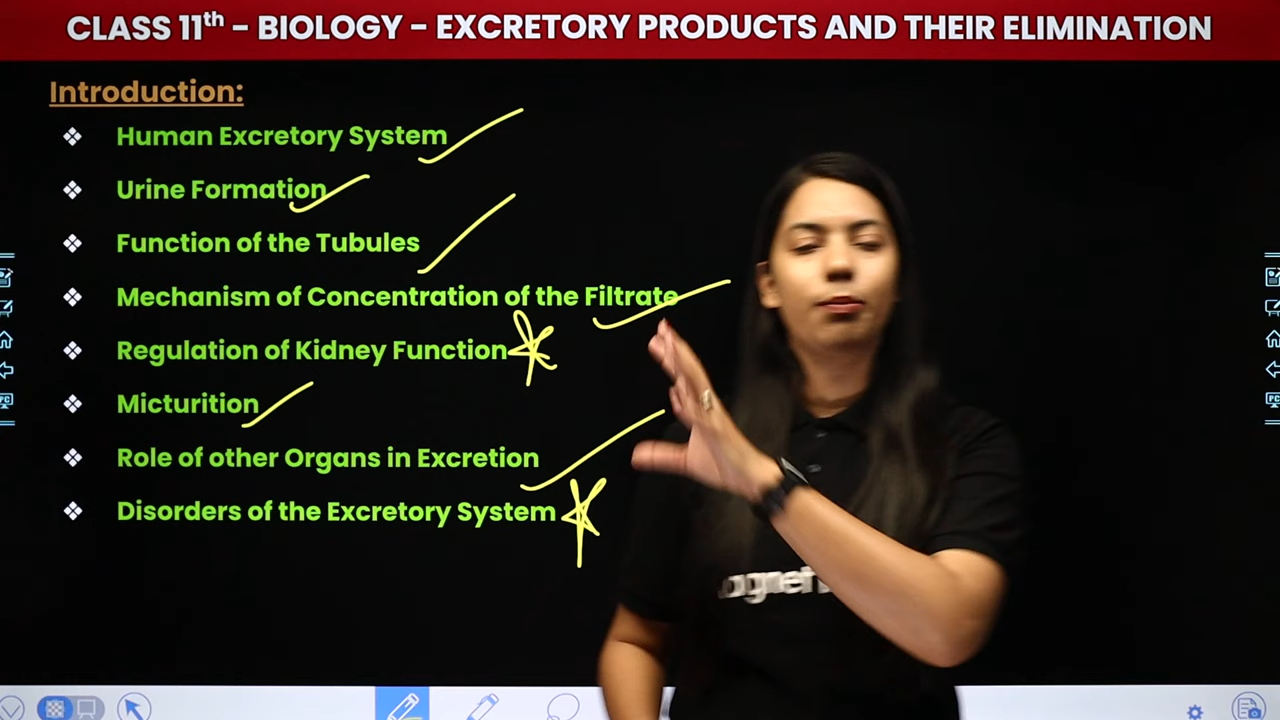 CLASS 11th - BIOLOGY - EXCRETORY PRODUCTS AND THEIR ELIMINATION
Introduction:
❖ Human Excretory System
❖ Urine Formation
❖ Function of the Tubules
❖ Mechanism of Concentration of the Filtrate
❖ Regulation of Kidney Function
❖ Micturition
❖ Role of other Organs in Excretion
❖ Disorders of the Excretory System